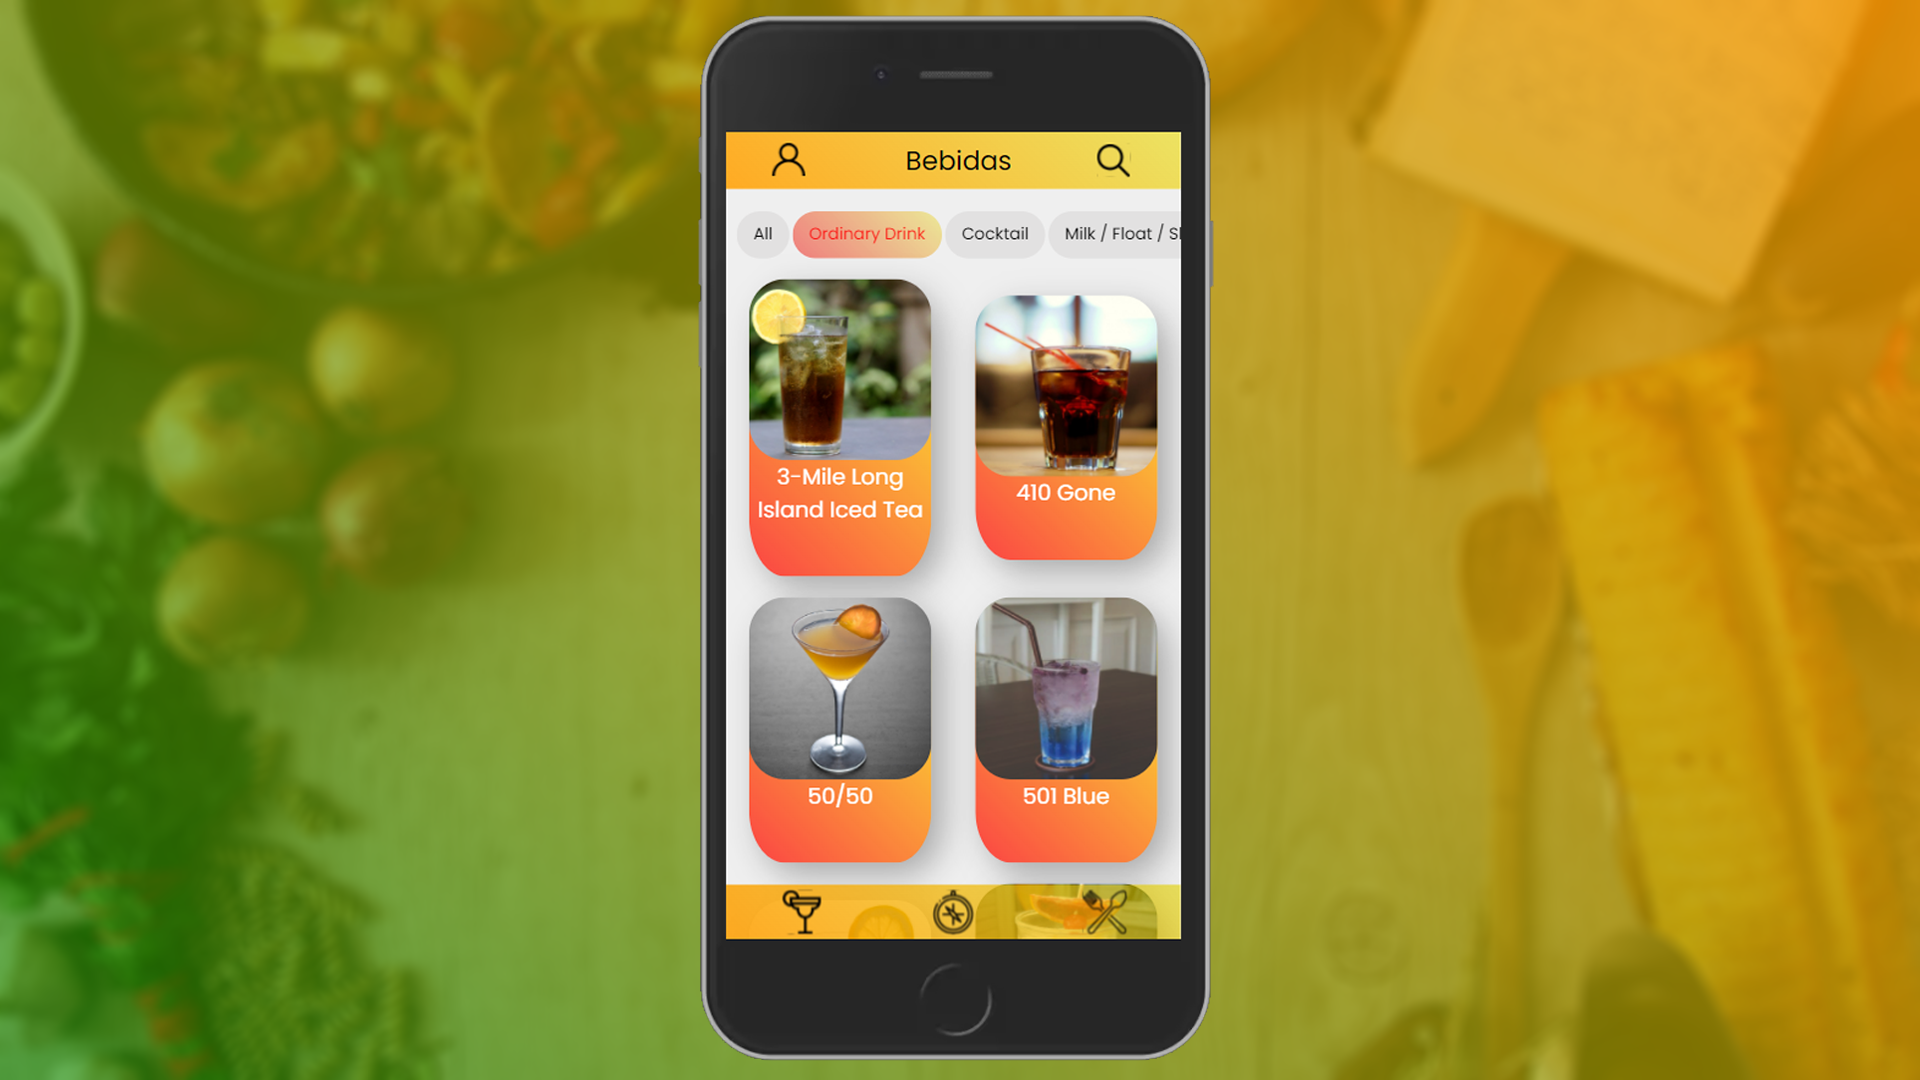 Bebidas
All
Ordinary Drink
Cocktail
Milk / Float /
3-Mile Long
Island Iced Tea
410 Gone
50/50
501 Blue